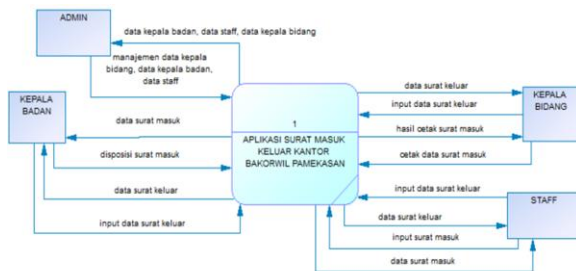 ADMIN
data kepala badan, data staff, data kepala bidang
manajemen data kepala
bidang, data kepala badan,
data staff
KEPALA
BADAN
data surat masuk
disposisi surat masuk
data surat keluar
input data surat keluar
1
APLIKASI SURAT MASUK
KELUAR KANTOR
BAKORWIL PAMEKASAN
data surat keluar
input data surat keluar
hasil cetak surat masuk
cetak data surat masuk
KEPALA
BIDANG
input data surat keluar
data surat keluar
input surat masuk
data surat masuk
STAFF